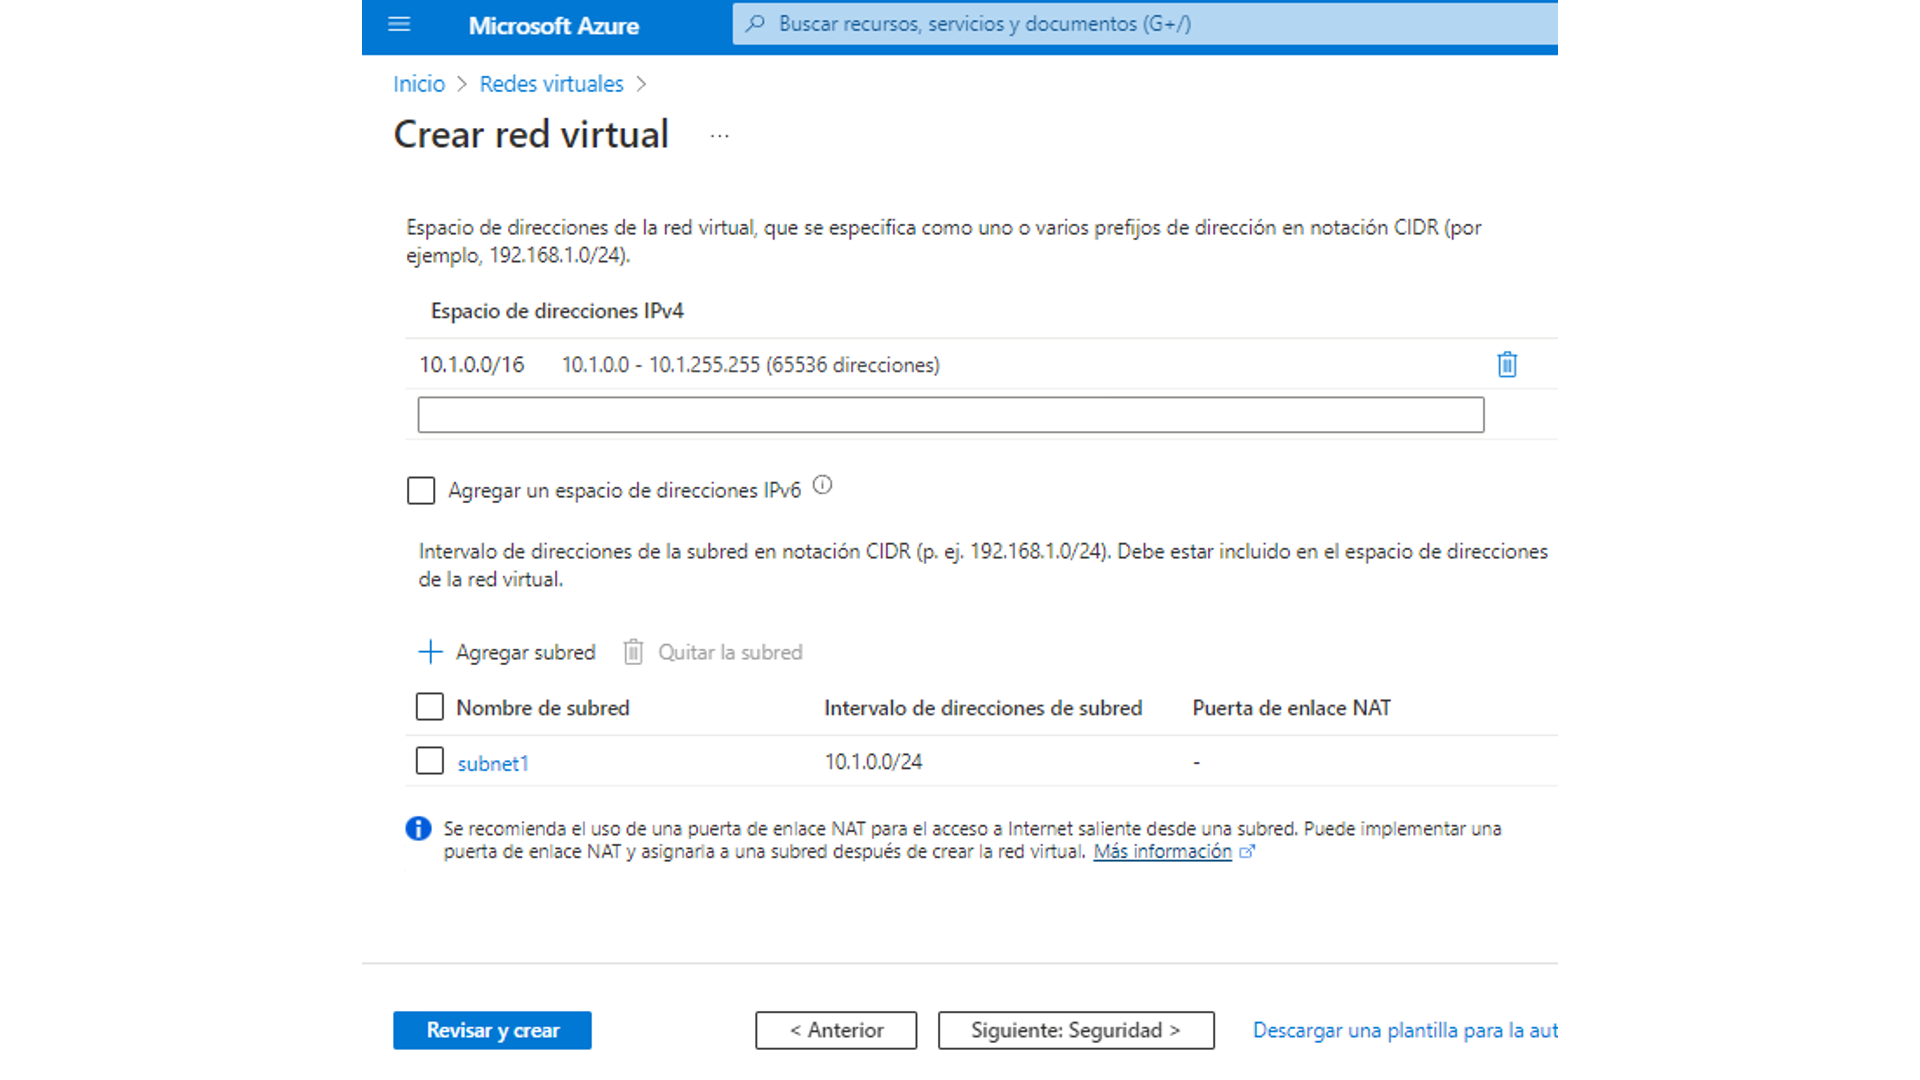 Microsoft Azure
Buscar recursos, servicios y documentos (G+/)
Inicio > Redes virtuales >
Crear red virtual ...
Espacio de direcciones de la red virtual, que se especifica como uno o varios prefijos de dirección en notación CIDR (por
ejemplo, 192.168.1.0/24).
Espacio de direcciones IPv4
10.1.0.0/16 10.1.0.0 - 10.1.255.255 (65536 direcciones)
Agregar un espacio de direcciones IPv6
Intervalo de direcciones de la subred en notación CIDR (p. ej. 192.168.1.0/24). Debe estar incluido en el espacio de direcciones
de la red virtual.
+ Agregar subred Quitar la subred
Nombre de subred Intervalo de direcciones de subred Puerta de enlace NAT
subnet1 10.1.0.0/24 -
Se recomienda el uso de una puerta de enlace NAT para el acceso a Internet saliente desde una subred. Puede implementar una
puerta de enlace NAT y asignarla a una subred después de crear la red virtual. Más información
Revisar y crear < Anterior Siguiente: Seguridad > Descargar una plantilla para la aut